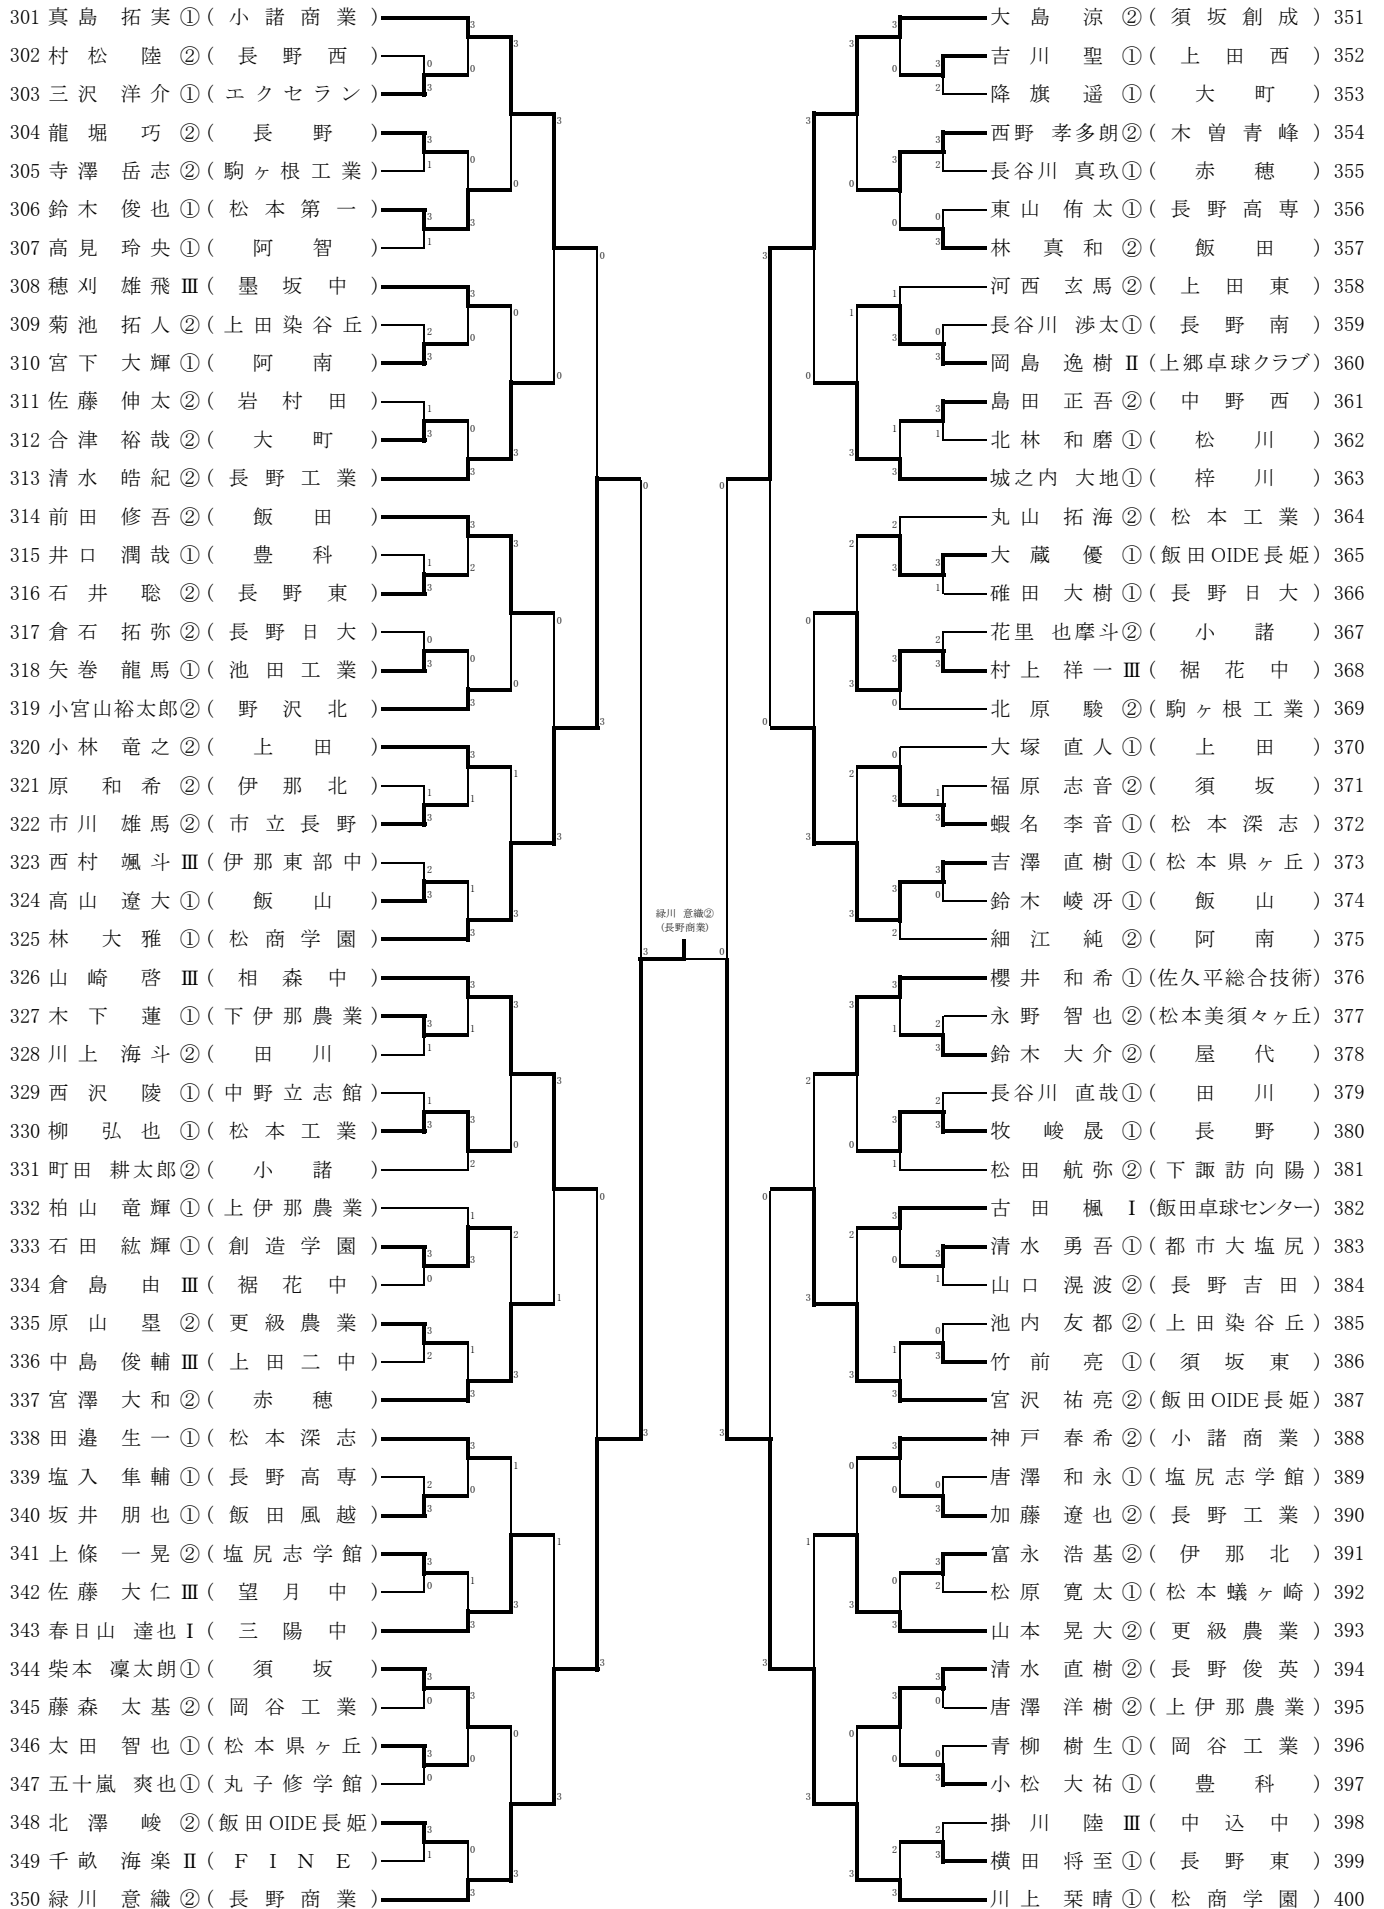 301 真島 拓実 ① ( 小諸商業 )
302 村松 陸 ② ( 長野西 )
303 三沢 洋介 ① ( エクセラン )
304 龍堀 巧 ② ( 長野 )
305 寺澤 岳志 ② ( 駒ヶ根工業 )
306 鈴木 俊也 ① ( 松本第一 )
307 高見 玲央 ① ( 阿智 )
308 穂刈 雄飛 Ⅲ ( 墨坂中 )
309 菊池 拓人 ② ( 上田染谷丘 )
310 宮下 大輝 ① ( 阿南 )
311 佐藤 伸太 ② ( 岩村田 )
312 合津 裕哉 ② ( 大町 )
313 清水 皓紀 ② ( 長野工業 )
314 前田 修吾 ② ( 飯田 )
315 井口 潤哉 ① ( 豊科 )
316 石井 聡 ② ( 長野東 )
317 倉石 拓弥 ② ( 長野日大 )
318 矢巻 龍馬 ① ( 池田工業 )
319 小宮山裕太郎 ② ( 野沢北 )
320 小林 竜之 ② ( 上田 )
321 原 和希 ② ( 伊那北 )
322 市川 雄馬 ② ( 市立長野 )
323 西村 颯斗 Ⅲ ( 伊那東部中 )
324 高山 遼大 ① ( 飯山 )
325 林 大雅 ① ( 松商学園 )
326 山崎 啓 Ⅲ ( 相森中 )
327 木下 蓮 ① ( 下伊那農業 )
328 川上 海斗 ② ( 田川 )
329 西沢 陵 ① ( 中野立志館 )
330 柳 弘也 ① ( 松本工業 )
331 町田 耕太郎 ② ( 小諸 )
332 柏山 竜輝 ① ( 上伊那農業 )
333 石田 紘輝 ① ( 創造学園 )
334 倉島 由 Ⅲ ( 裾花中 )
335 原山 塁 ② ( 更級農業 )
336 中島 俊輔 Ⅲ ( 上田二中 )
337 宮澤 大和 ② ( 赤穂 )
338 田邉 生一 ① ( 松本深志 )
339 塩入 隼輔 ① ( 長野高専 )
340 坂井 朋也 ① ( 飯田風越 )
341 上條 一晃 ② ( 塩尻志学館 )
342 佐藤 大仁 Ⅲ ( 望月中 )
343 春日山 達也 Ⅰ ( 三陽中 )
344 柴本 凜太朗 ① ( 須坂 )
345 藤森 太基 ② ( 岡谷工業 )
346 太田 智也 ① ( 松本県ヶ丘 )
347 五十嵐 爽也 ① ( 丸子修学館 )
348 北澤 峻 ② ( 飯田OIDE長姫 )
349 千畝 海楽 Ⅱ ( FINE )
350 緑川 意織 ② ( 長野商業 )
緑川 意織②
(長野商業)
大島 涼 ② ( 須坂創成 ) 351
吉川 聖 ① ( 上田西 ) 352
降旗 遥 ① ( 大町 ) 353
西野 孝多朗 ② ( 木曽青峰 ) 354
長谷川 真玖 ① ( 赤穂 ) 355
東山 侑太 ① ( 長野高専 ) 356
林 真和 ② ( 飯田 ) 357
河西 玄馬 ② ( 上田東 ) 358
長谷川 渉太 ① ( 長野南 ) 359
岡島 逸樹 Ⅱ ( 上郷卓球クラブ ) 360
島田 正吾 ② ( 中野西 ) 361
北林 和磨 ① ( 松川 ) 362
城之内 大地 ① ( 梓川 ) 363
丸山 拓海 ② ( 松本工業 ) 364
大蔵 優 ① ( 飯田OIDE長姫 ) 365
碓田 大樹 ① ( 長野日大 ) 366
花里 也摩斗 ② ( 小諸 ) 367
村上 祥一 Ⅲ ( 裾花中 ) 368
北原 駿 ② ( 駒ヶ根工業 ) 369
大塚 直人 ① ( 上田 ) 370
福原 志音 ② ( 須坂 ) 371
蝦名 李音 ① ( 松本深志 ) 372
吉澤 直樹 ① ( 松本県ヶ丘 ) 373
鈴木 崚冴 ① ( 飯山 ) 374
細江 純 ② ( 阿南 ) 375
櫻井 和希 ① ( 佐久平総合技術 ) 376
永野 智也 ② ( 松本美須々ヶ丘 ) 377
鈴木 大介 ② ( 屋代 ) 378
長谷川 直哉 ① ( 田川 ) 379
牧 峻晟 ① ( 長野 ) 380
松田 航弥 ② ( 下諏訪向陽 ) 381
古田 楓 Ⅰ ( 飯田卓球センター ) 382
清水 勇吾 ① ( 都市大塩尻 ) 383
山口 滉波 ② ( 長野吉田 ) 384
池内 友都 ② ( 上田染谷丘 ) 385
竹前 亮 ① ( 須坂東 ) 386
宮沢 祐亮 ② ( 飯田OIDE長姫 ) 387
神戸 春希 ② ( 小諸商業 ) 388
唐澤 和永 ① ( 塩尻志学館 ) 389
加藤 遼也 ② ( 長野工業 ) 390
富永 浩基 ② ( 伊那北 ) 391
松原 寛太 ① ( 松本蟻ヶ崎 ) 392
山本 晃大 ② ( 更級農業 ) 393
清水 直樹 ② ( 長野俊英 ) 394
唐澤 洋樹 ② ( 上伊那農業 ) 395
青柳 樹生 ① ( 岡谷工業 ) 396
小松 大祐 ① ( 豊科 ) 397
掛川 陸 Ⅲ ( 中込中 ) 398
横田 将至 ① ( 長野東 ) 399
川上 栞晴 ① ( 松商学園 ) 400